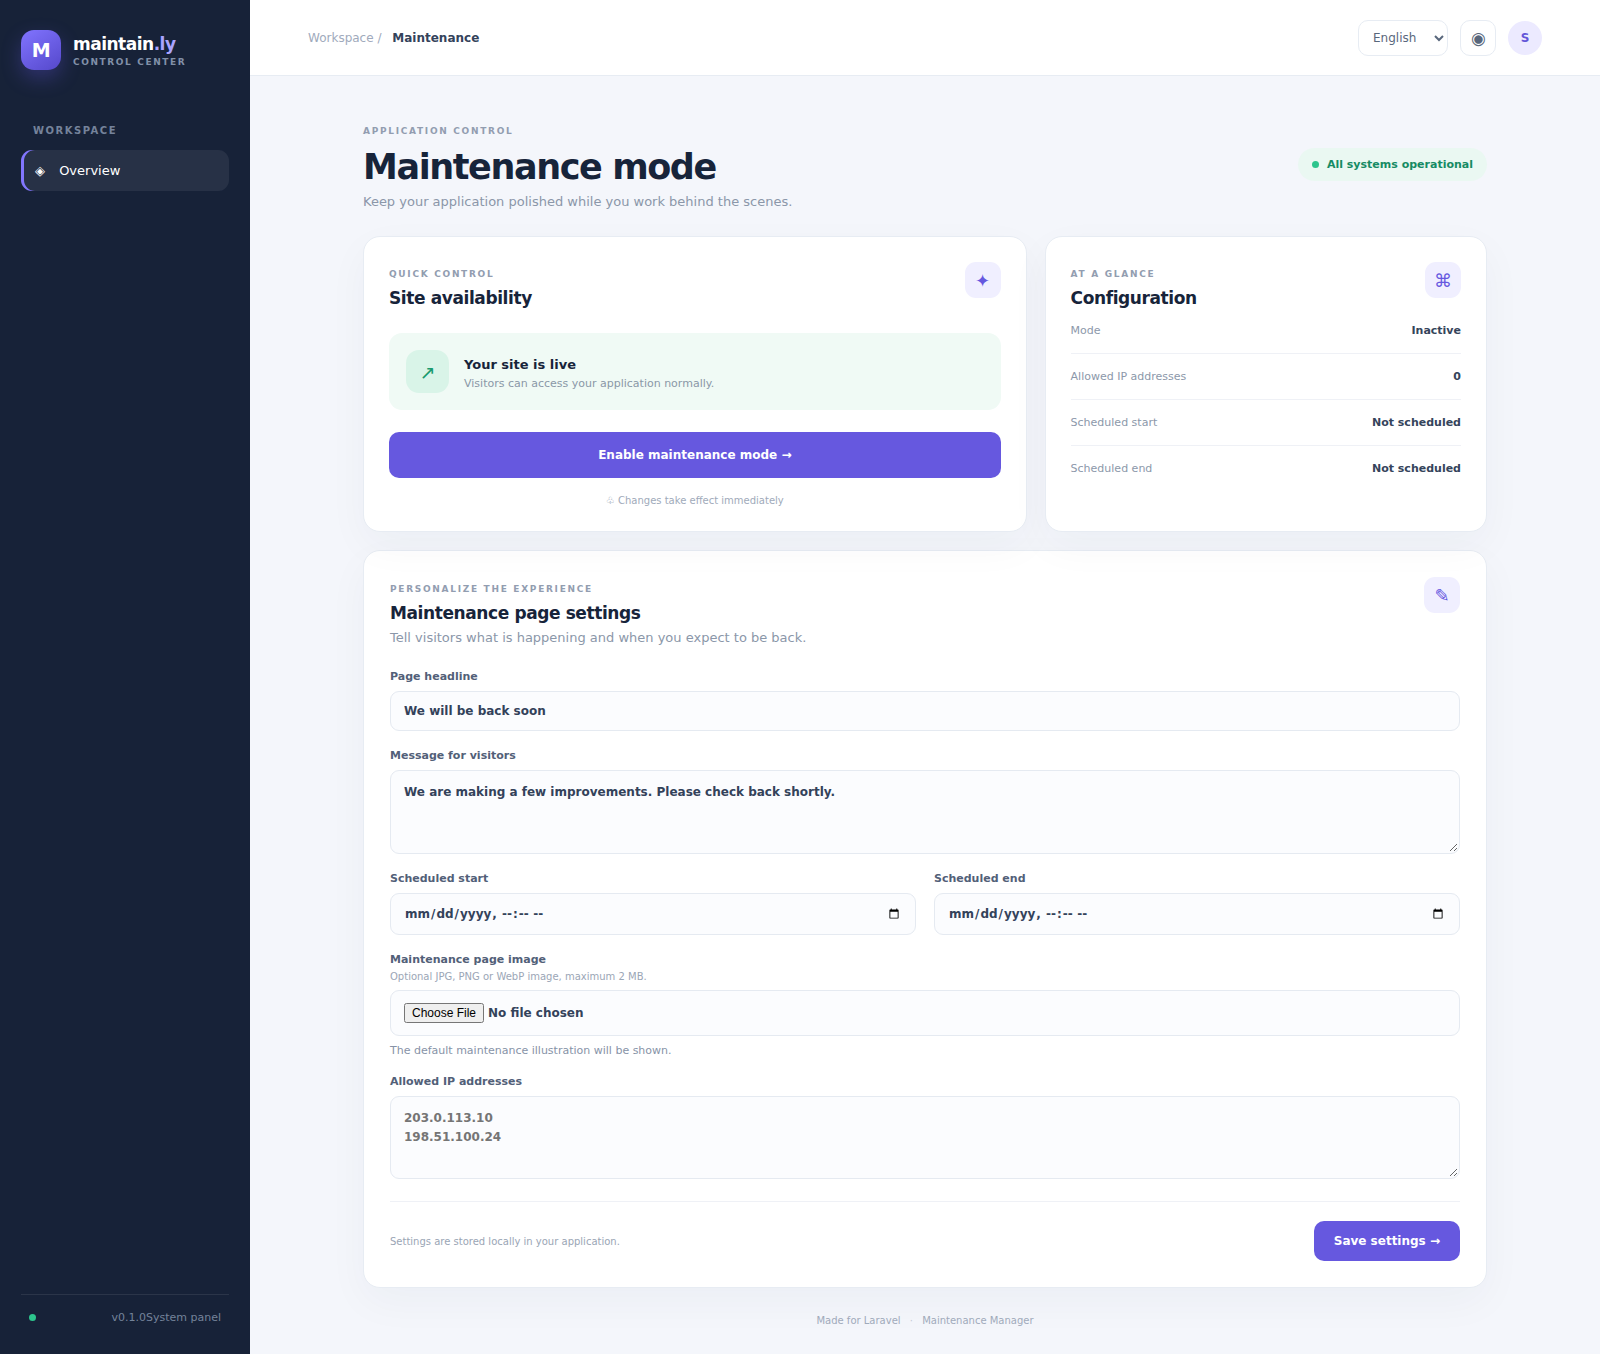 M
maintain.ly
CONTROL CENTER
WORKSPACE
Overview
v0.1.0System panel
Workspace / Maintenance
English
S
APPLICATION CONTROL
Maintenance mode
Keep your application polished while you work behind the scenes.
All systems operational
QUICK CONTROL
Site availability
Your site is live
Visitors can access your application normally.
Enable maintenance mode →
Changes take effect immediately
AT A GLANCE
Configuration
Mode Inactive
Allowed IP addresses 0
Scheduled start Not scheduled
Scheduled end Not scheduled
PERSONALIZE THE EXPERIENCE
Maintenance page settings
Tell visitors what is happening and when you expect to be back.
Page headline
We will be back soon
Message for visitors
We are making a few improvements. Please check back shortly.
Scheduled start
mm/dd/yyyy, --:-- --
Scheduled end
mm/dd/yyyy, --:-- --
Maintenance page image
Optional JPG, PNG or WebP image, maximum 2 MB.
Choose File No file chosen
The default maintenance illustration will be shown.
Allowed IP addresses
203.0.113.10
198.51.100.24
Settings are stored locally in your application.
Save settings →
Made for Laravel · Maintenance Manager